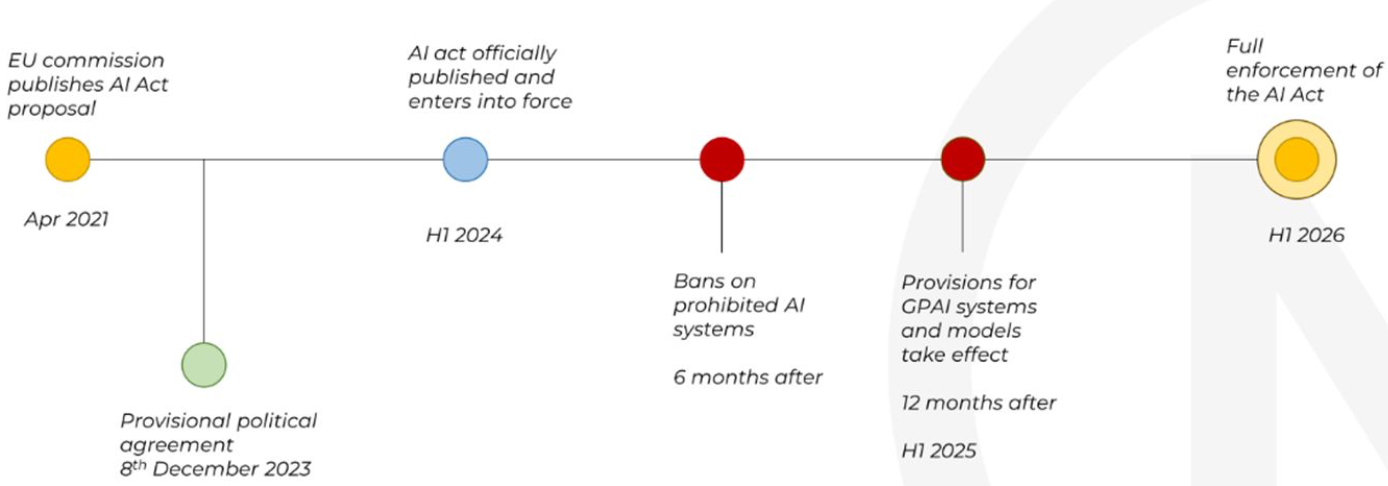 EU commission
publishes AI Act
proposal
Apr 2021
Provisional political
agreement
8th December 2023
AI act officially
published and
enters into force
H1 2024
Bans on
prohibited AI
systems
6 months after
Provisions for
GPAI systems
and models
take effect
12 months after
H1 2025
Full
enforcement of
the AI Act
H1 2026